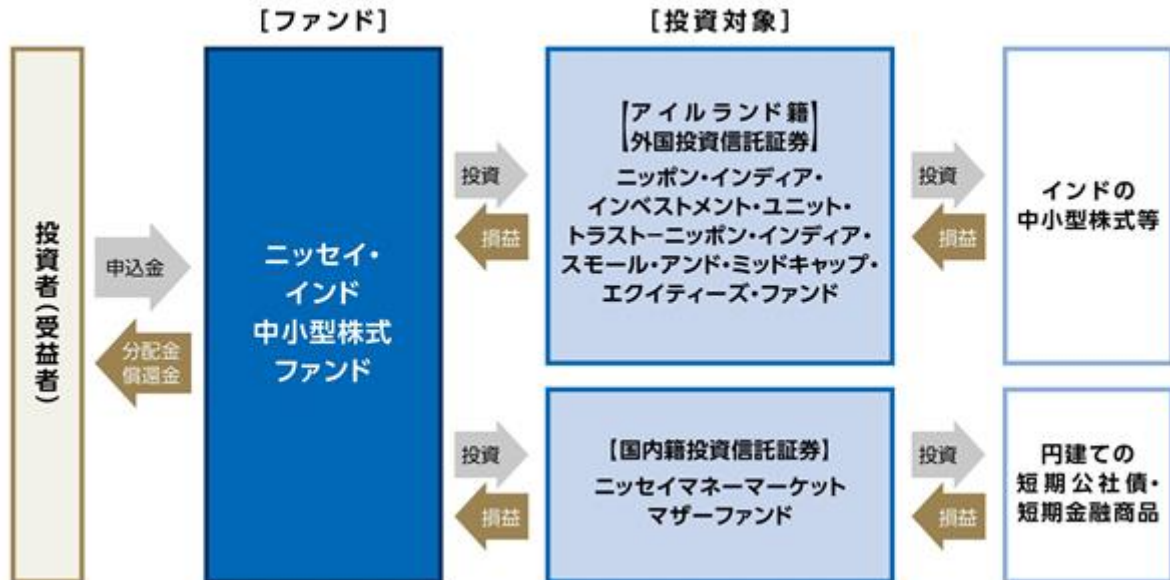 [ファンド]
[投資対象]
投資者(受益者)
申込金
分配金
償還金
ニッセイ・
インド
中小型株式
ファンド
投資
損益
【アイルランド籍
外国投資信託証券】
ニッポン・インディア・
インベストメント・ユニット・
トラストーニッポン・インディア・
スモール・アンド・ミッドキャップ・
エクイティーズ・ファンド
投資
損益
インドの
中小型株式等
投資
損益
【国内籍投資信託証券】
ニッセイマネーマーケット
マザーファンド
投資
損益
円建ての
短期公社債・
短期金融商品